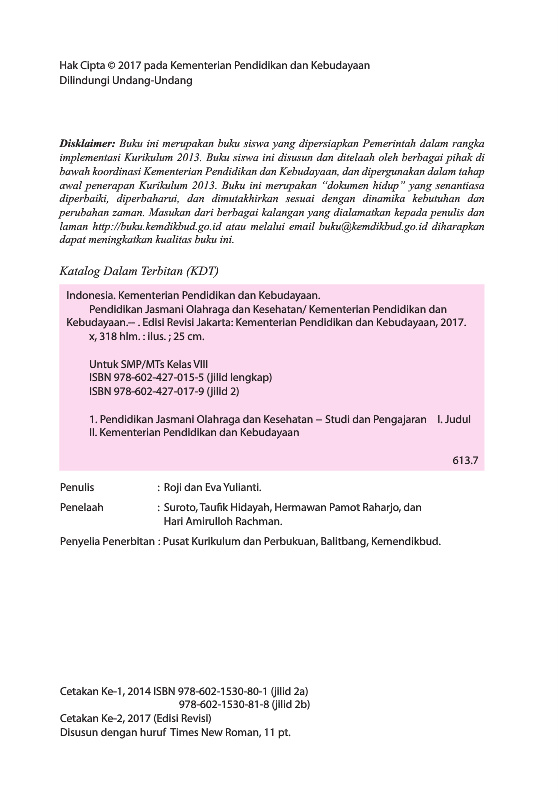 Hak Cipta © 2017 pada Kementerian Pendidikan dan Kebudayaan
Dilindungi Undang-Undang
Disklaimer: Buku ini merupakan buku siswa yang dipersiapkan Pemerintah dalam rangka
implementasi Kurikulum 2013. Buku siswa ini disusun dan ditelaah oleh berbagai pihak di
bawah koordinasi Kementerian Pendidikan dan Kebudayaan, dan dipergunakan dalam tahap
awal penerapan Kurikulum 2013. Buku ini merupakan “dokumen hidup” yang senantiasa
diperbaiki, diperbaharui, dan dimutakhirkan sesuai dengan dinamika kebutuhan dan
perubahan zaman. Masukan dari berbagai kalangan yang dialamatkan kepada penulis dan
laman http://buku.kemdikbud.go.id atau melalui email buku@kemdikbud.go.id diharapkan
dapat meningkatkan kualitas buku ini.
Katalog Dalam Terbitan (KDT)
Indonesia. Kementerian Pendidikan dan Kebudayaan.
Pendidikan Jasmani Olahraga dan Kesehatan/ Kementerian Pendidikan dan
Kebudayaan.-- . Edisi Revisi Jakarta: Kementerian Pendidikan dan Kebudayaan, 2017.
x, 318 hlm. : ilus. ; 25 cm.
Untuk SMP/MTs Kelas VIII
ISBN 978-602-427-015-5 (jilid lengkap)
ISBN 978-602-427-017-9 (jilid 2)
1. Pendidikan Jasmani Olahraga dan Kesehatan -- Studi dan Pengajaran I. Judul
II. Kementerian Pendidikan dan Kebudayaan
613.7
Penulis : Roji dan Eva Yulianti.
Penelaah : Suroto, Taufik Hidayah, Hermawan Pamot Raharjo, dan
Hari Amirulloh Rachman.
Penyelia Penerbitan : Pusat Kurikulum dan Perbukuan, Balitbang, Kemendikbud.
Cetakan Ke-1, 2014 ISBN 978-602-1530-80-1 (jilid 2a)
978-602-1530-81-8 (jilid 2b)
Cetakan Ke-2, 2017 (Edisi Revisi)
Disusun dengan huruf Times New Roman, 11 pt.